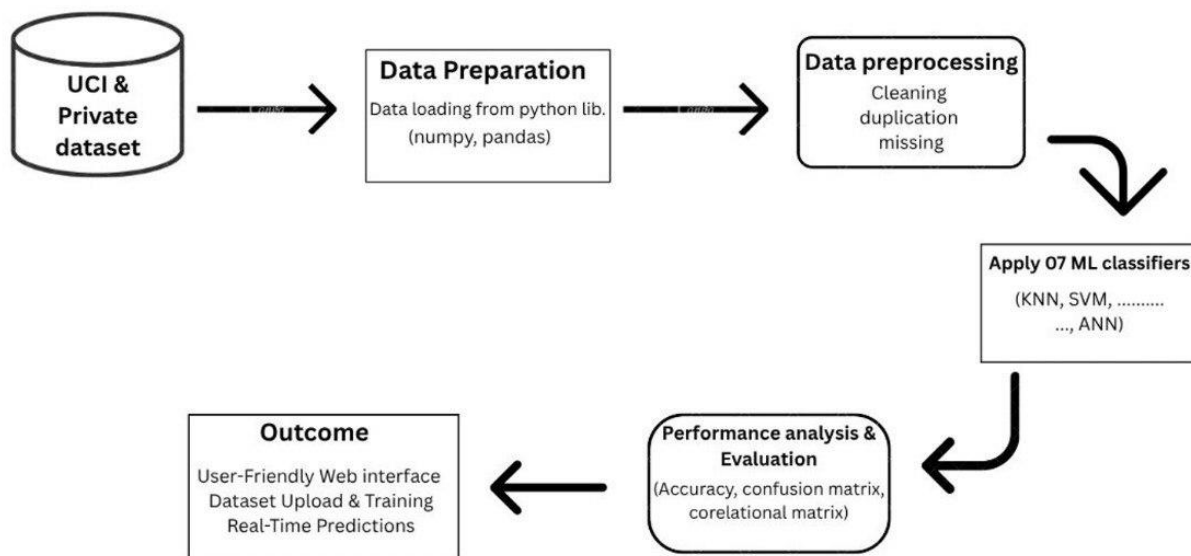 UCI &
Private
dataset
Data Preparation
Data loading from python lib.
(numpy, pandas)
Data preprocessing
Cleaning
duplication
missing
Apply 07 ML classifiers
(KNN, SVM, ..........
..., ANN)
Performance analysis &
Evaluation
(Accuracy, confusion matrix,
corelational matrix)
Outcome
User-Friendly Web interface
Dataset Upload & Training
Real-Time Predictions